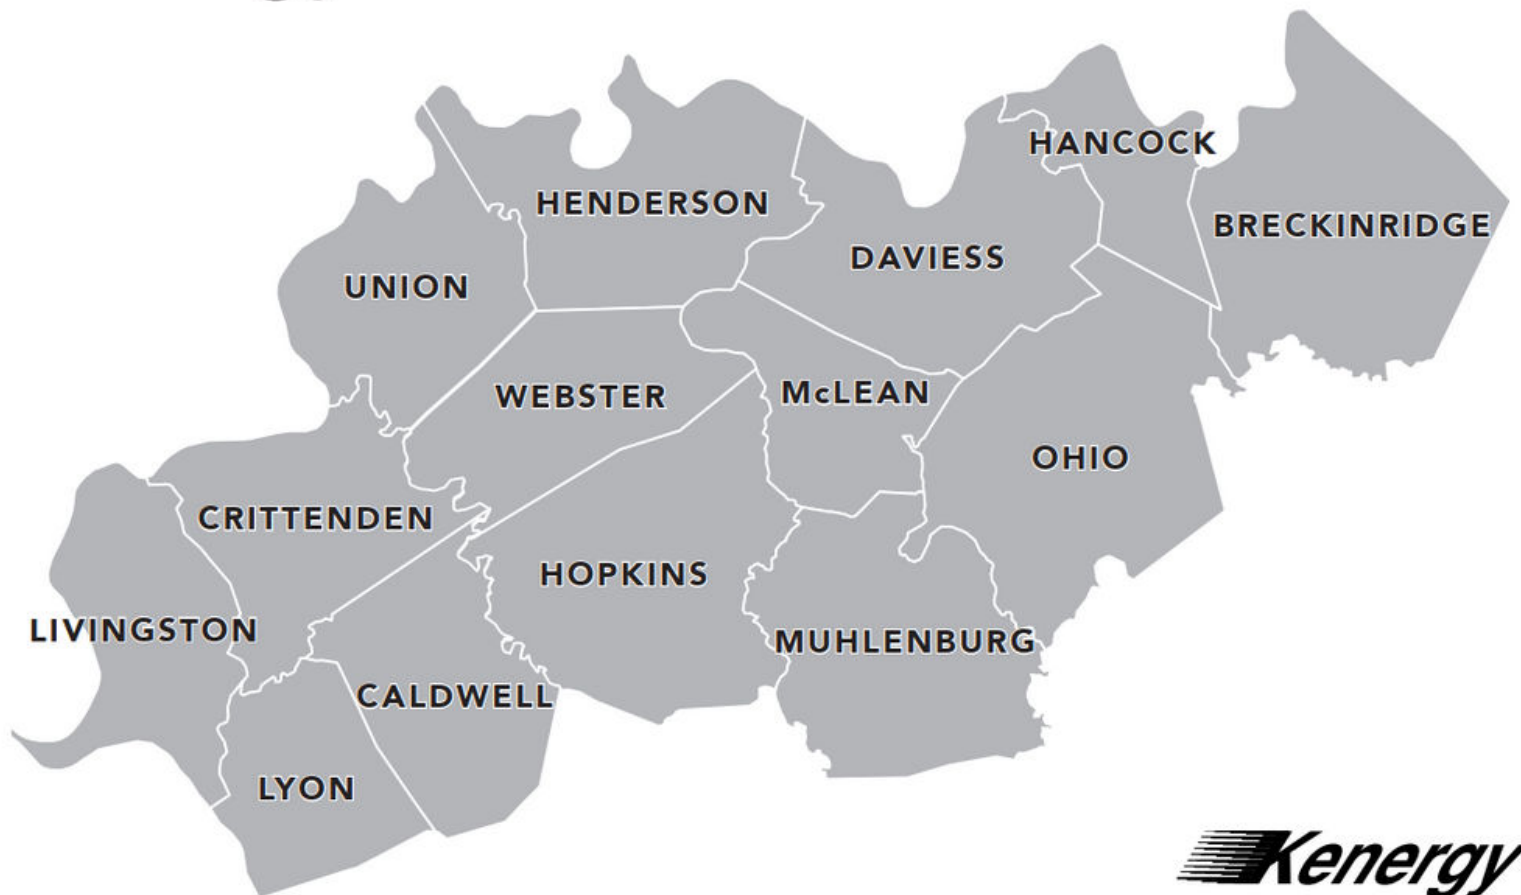 HANCOCK
HENDERSON
BRECKINRIDGE
DAVIESS
UNION
WEBSTER
McLEAN
OHIO
CRITTENDEN
HOPKINS
LIVINGSTON
MUHLENBURG
CALDWELL
LYON
Kenergy